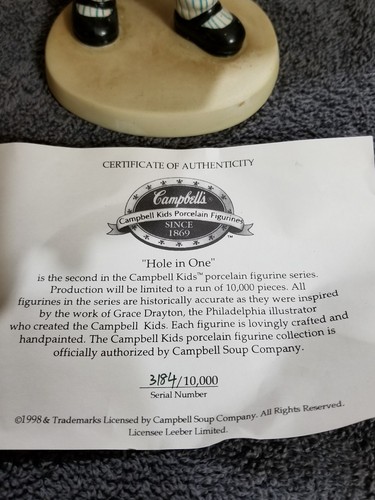 CERTIFICATE OF AUTHENTICITY
Campbell's
Campbell Kids Porcelain Figurines
SINCE
1869
TM
"Hole in One"
is the second in the Campbell Kids™ porcelain figurine series.
Production will be limited to a run of 10,000 pieces. All
figurines in the series are historically accurate as they were inspired
by the work of Grace Drayton, the Philadelphia illustrator
who created the Campbell Kids. Each figurine is lovingly crafted and
handpainted. The Campbell Kids porcelain figurine collection is
officially authorized by Campbell Soup Company.
3184/10,000
Serial Number
©1998 & Trademarks Licensed by Campbell Soup Company. All Rights Reserved.
Licensee Leeber Limited.